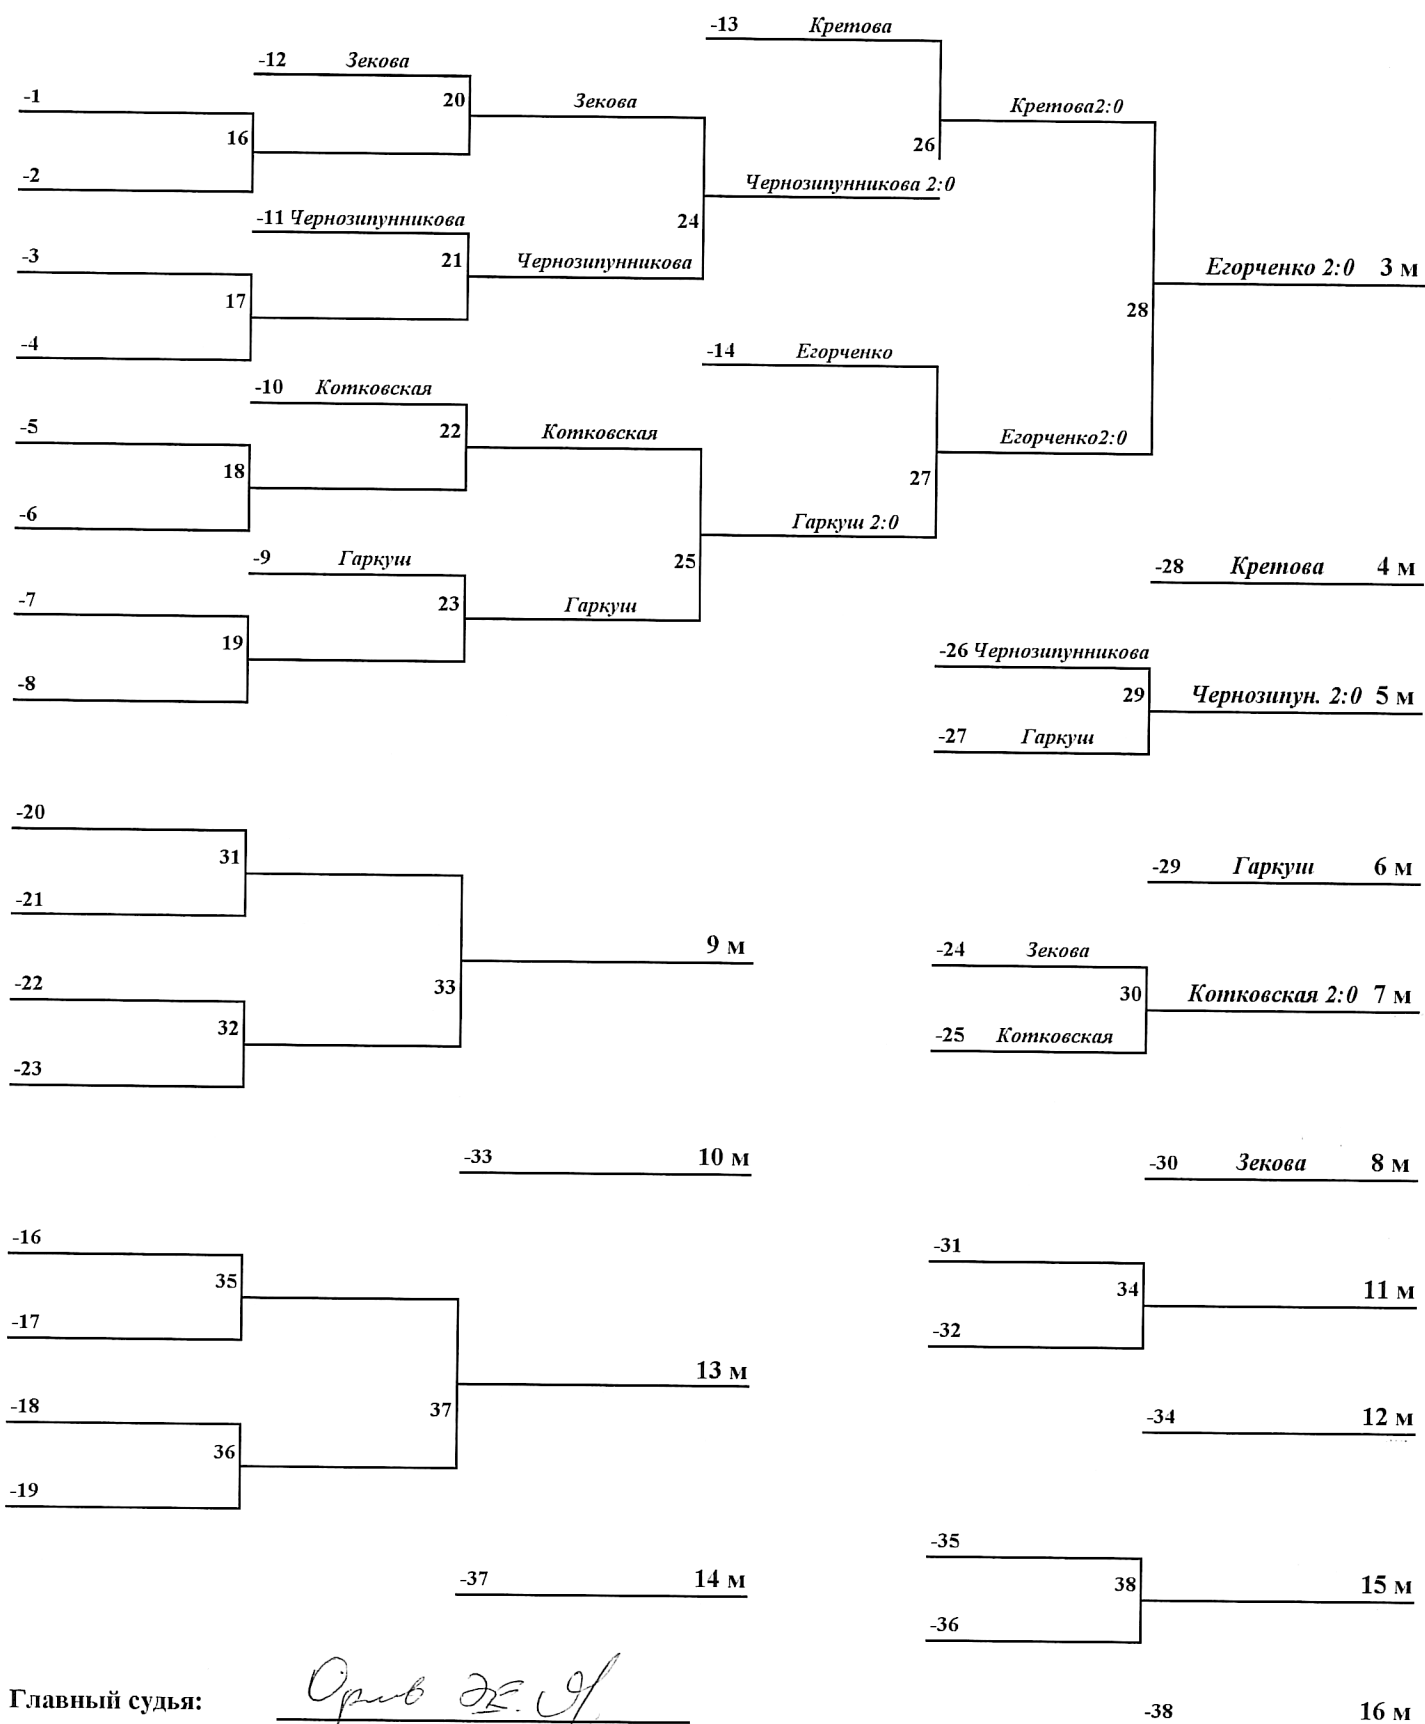 -13 Кретова
-12 Зекова
-1
20 Зекова
Кретова2:0
16
26
-2
Чернозипунникова 2:0
-11 Чернозипунникова
24
-3
21 Чернозипунникова
Егорченко 2:0 3 м
17
28
-4
-14 Егорченко
-10 Котковская
-5
22 Котковская
Егорченко2:0
18
27
-6
Гаркуш 2:0
-9 Гаркуш
25
-28 Кретова 4 м
-7
23 Гаркуш
19
-26 Чернозипунникова
-8
29 Чернозипун. 2:0 5 м
-27 Гаркуш
-20
31
-29 Гаркуш 6 м
-21
9 м
-24 Зекова
-22
33
30 Котковская 2:0 7 м
32
-25 Котковская
-23
-33 10 м
-30 Зекова 8 м
-16
-31
35
34 11 м
-17
-32
13 м
-18
37
-34 12 м
36
-19
-35
-37 14 м
38 15 м
-36
Главный судья:
-38 16 м